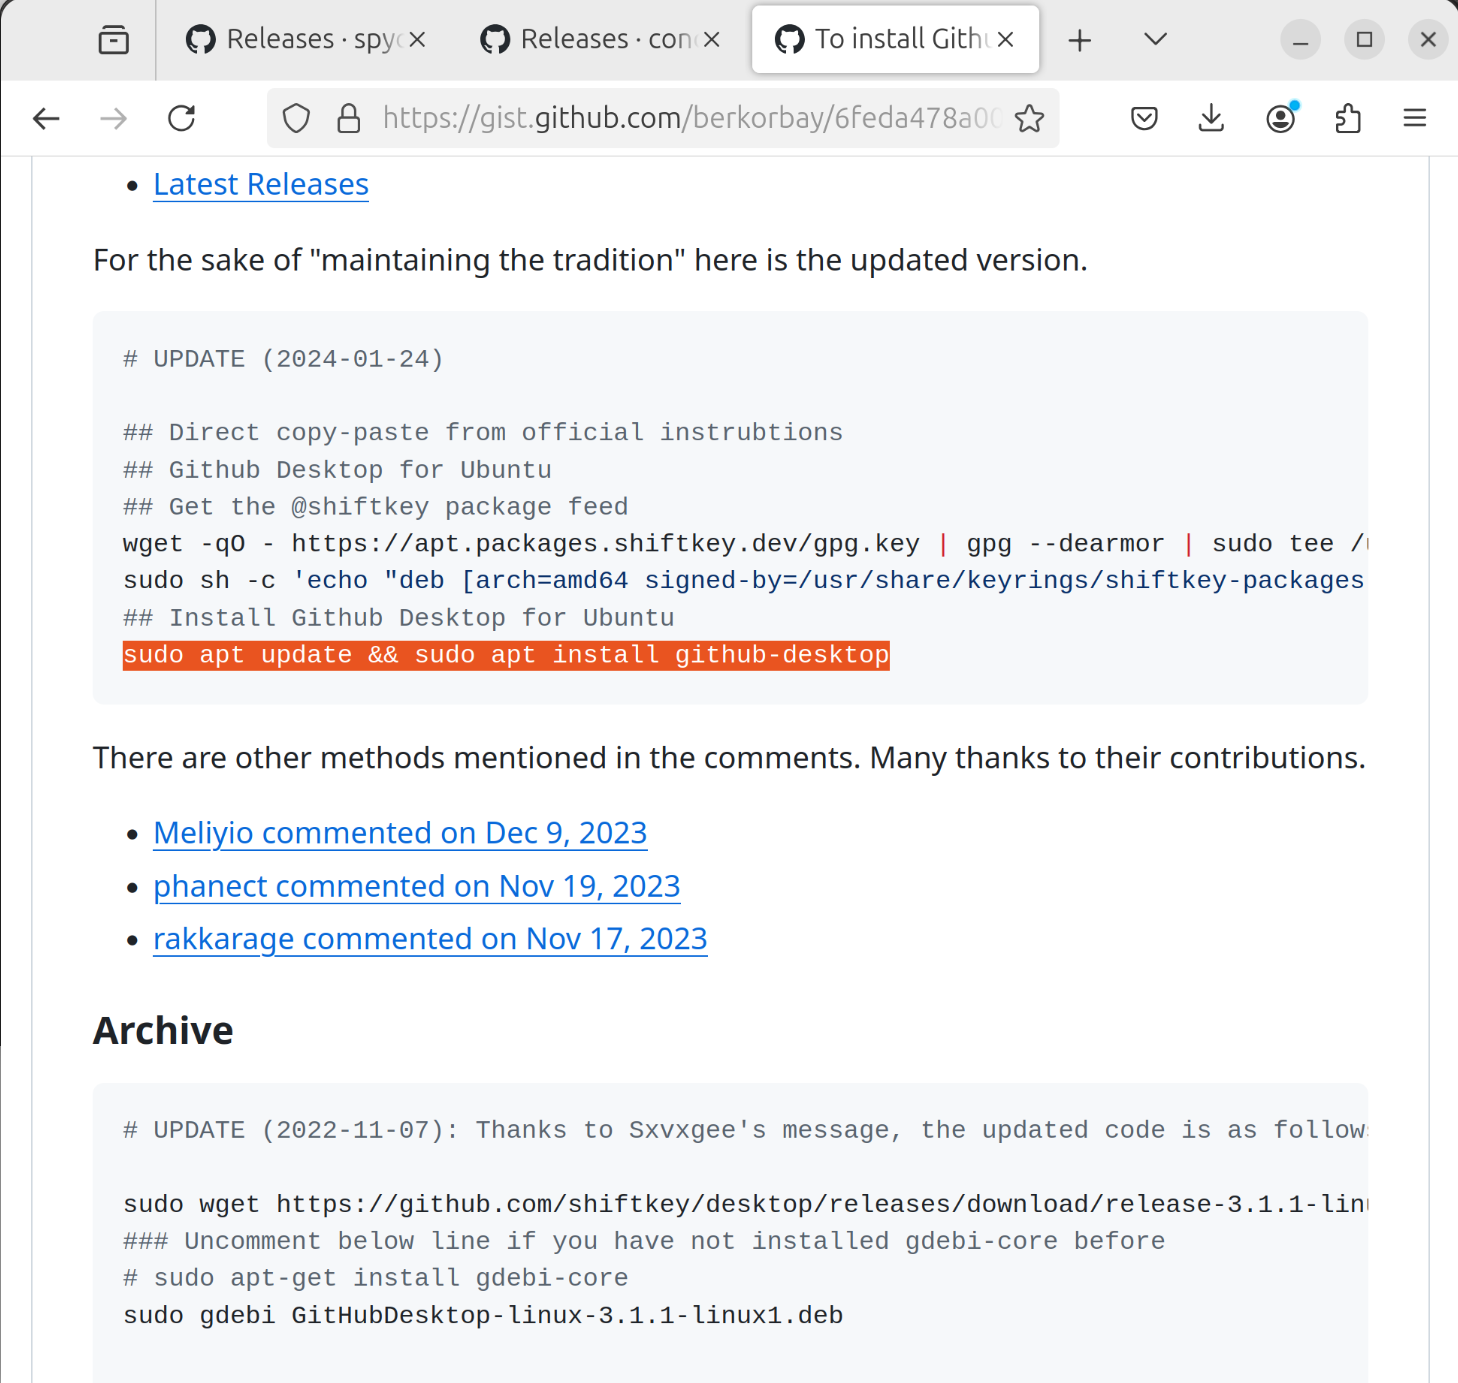 Releases · spy
Releases · con
To install Gith
https://gist.github.com/berkorbay/6feda478a00
Latest Releases
For the sake of "maintaining the tradition" here is the updated version.
# UPDATE (2024-01-24)
## Direct copy-paste from official instrubtions
## Github Desktop for Ubuntu
## Get the @shiftkey package feed
wget -qO - https://apt.packages.shiftkey.dev/gpg.key | gpg --dearmor | sudo tee /
sudo sh -c 'echo "deb [arch=amd64 signed-by=/usr/share/keyrings/shiftkey-packages
## Install Github Desktop for Ubuntu
sudo apt update && sudo apt install github-desktop
There are other methods mentioned in the comments. Many thanks to their contributions.
Meliyio commented on Dec 9, 2023
phanect commented on Nov 19, 2023
rakkarage commented on Nov 17, 2023
Archive
# UPDATE (2022-11-07): Thanks to Sxvxgee's message, the updated code is as follow
sudo wget https://github.com/shiftkey/desktop/releases/download/release-3.1.1-lin
### Uncomment below line if you have not installed gdebi-core before
# sudo apt-get install gdebi-core
sudo gdebi GitHubDesktop-linux-3.1.1-linux1.deb